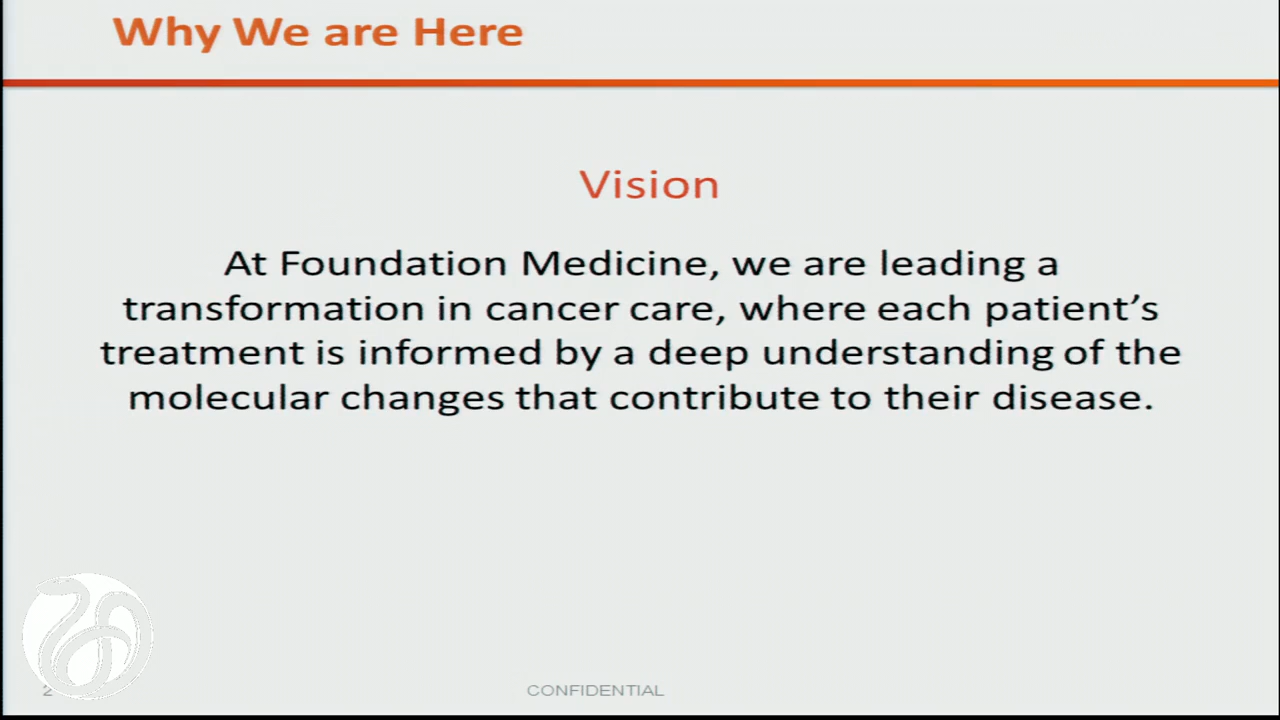 Why We are Here
Vision
At Foundation Medicine, we are leading a
transformation in cancer care, where each patient’s
treatment is informed by a deep understanding of the
molecular changes that contribute to their disease.
2
CONFIDENTIAL